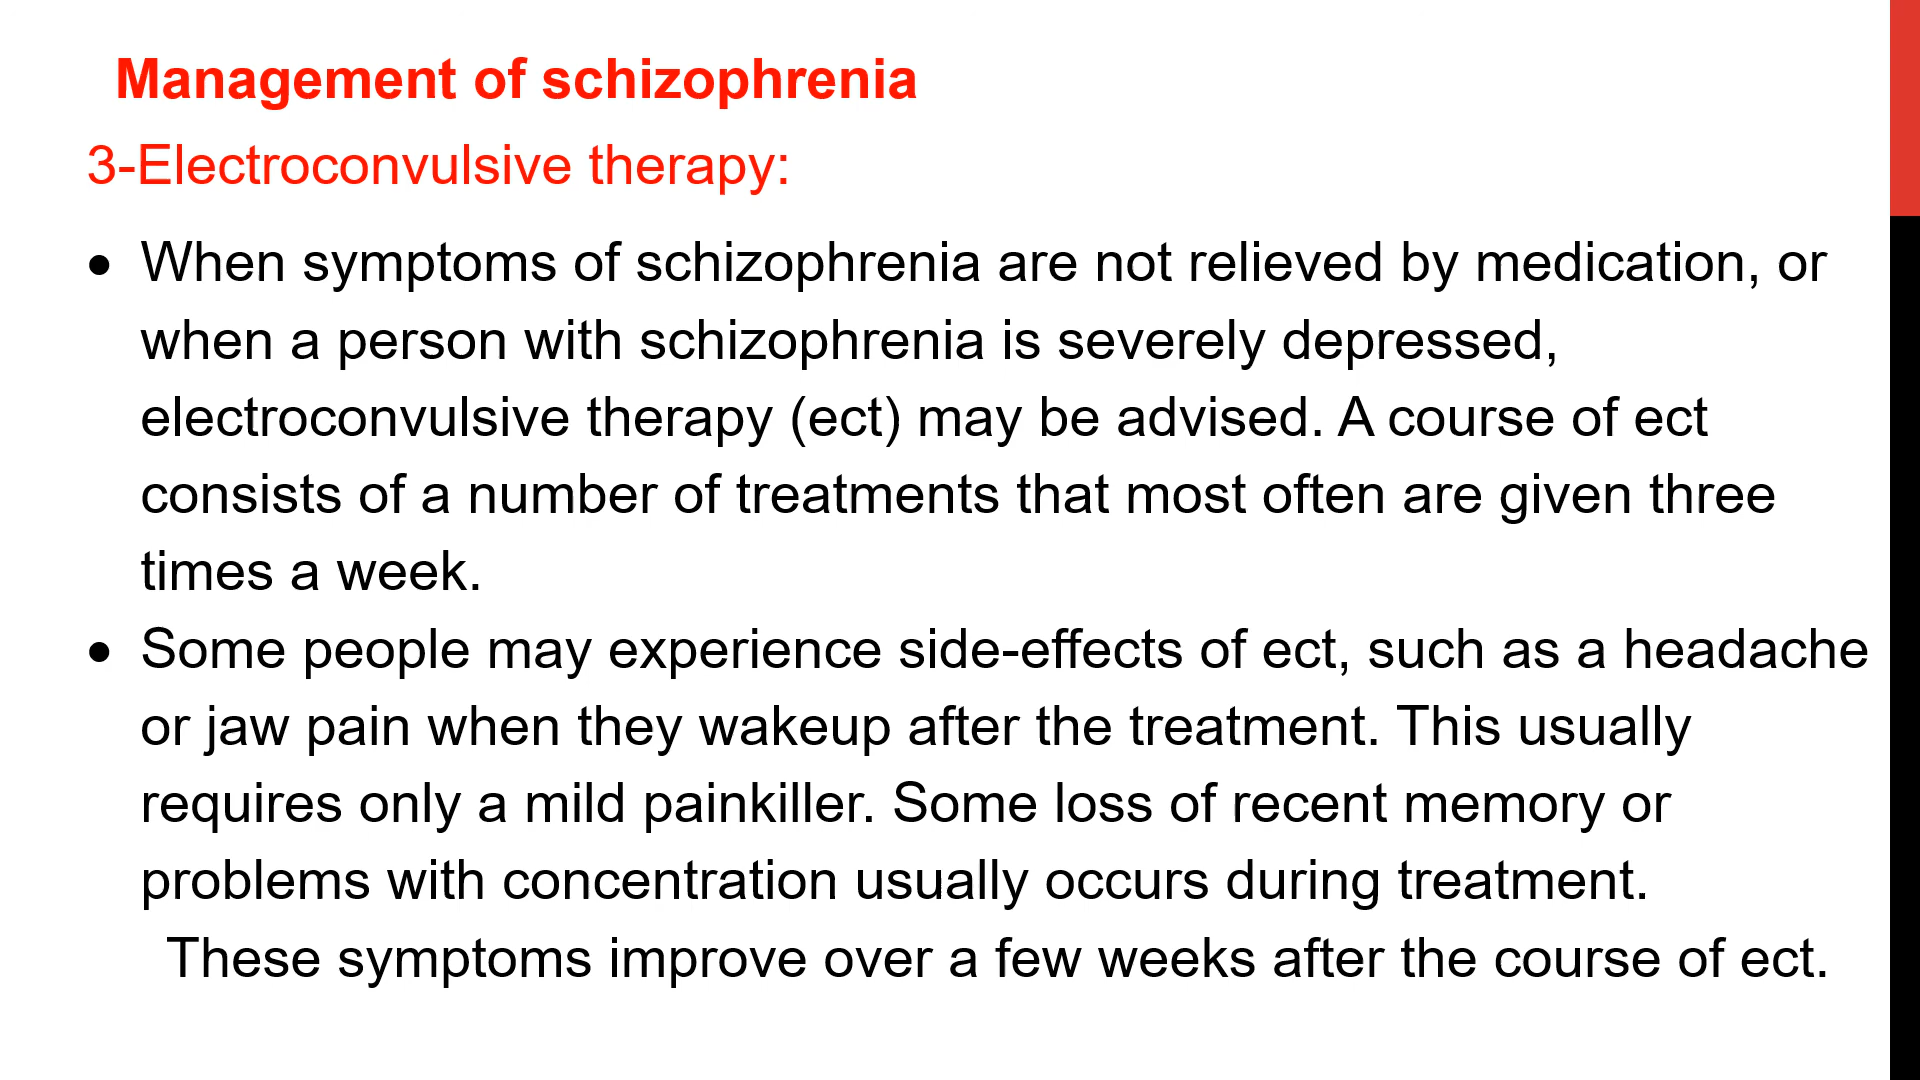 Management of schizophrenia
3-Electroconvulsive therapy:
• When symptoms of schizophrenia are not relieved by medication, or
when a person with schizophrenia is severely depressed,
electroconvulsive therapy (ect) may be advised. A course of ect
consists of a number of treatments that most often are given three
times a week.
• Some people may experience side-effects of ect, such as a headache
or jaw pain when they wakeup after the treatment. This usually
requires only a mild painkiller. Some loss of recent memory or
problems with concentration usually occurs during treatment.
These symptoms improve over a few weeks after the course of ect.